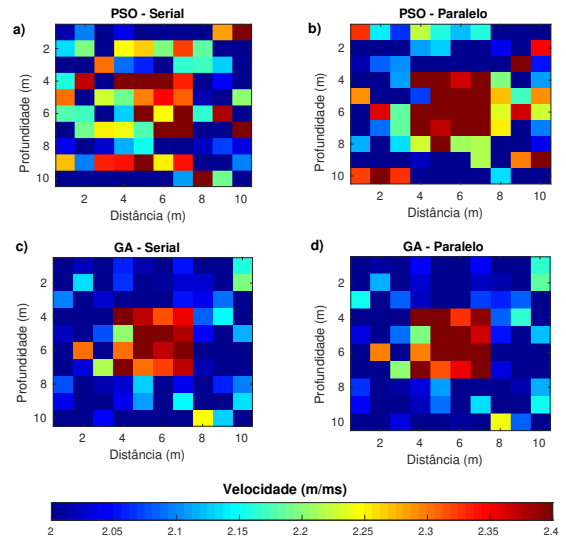 PSO - Serial
PSO - Paralelo
a)
b)
Profundidade (m)
2
4
6
8
10
2 4 6 8 10
Distância (m)
Profundidade (m)
2
4
6
8
10
2 4 6 8 10
Distância (m)
GA - Serial
GA - Paralelo
c)
d)
Profundidade (m)
2
4
6
8
10
2 4 6 8 10
Distância (m)
Profundidade (m)
2
4
6
8
10
2 4 6 8 10
Distância (m)
Velocidade (m/ms)
2 2.05 2.1 2.15 2.2 2.25 2.3 2.35 2.4